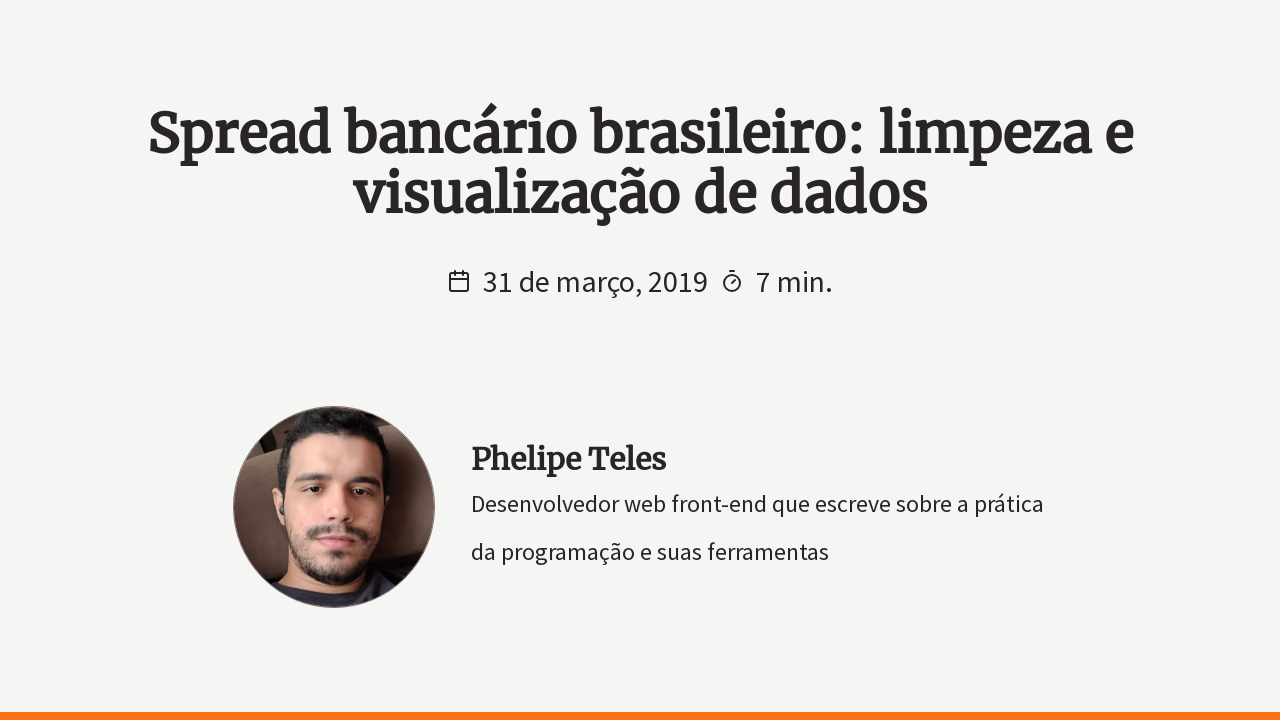 Spread bancário brasileiro: limpeza e
visualização de dados
31 de março, 2019 7 min.
Phelipe Teles
Desenvolvedor web front-end que escreve sobre a prática
da programação e suas ferramentas